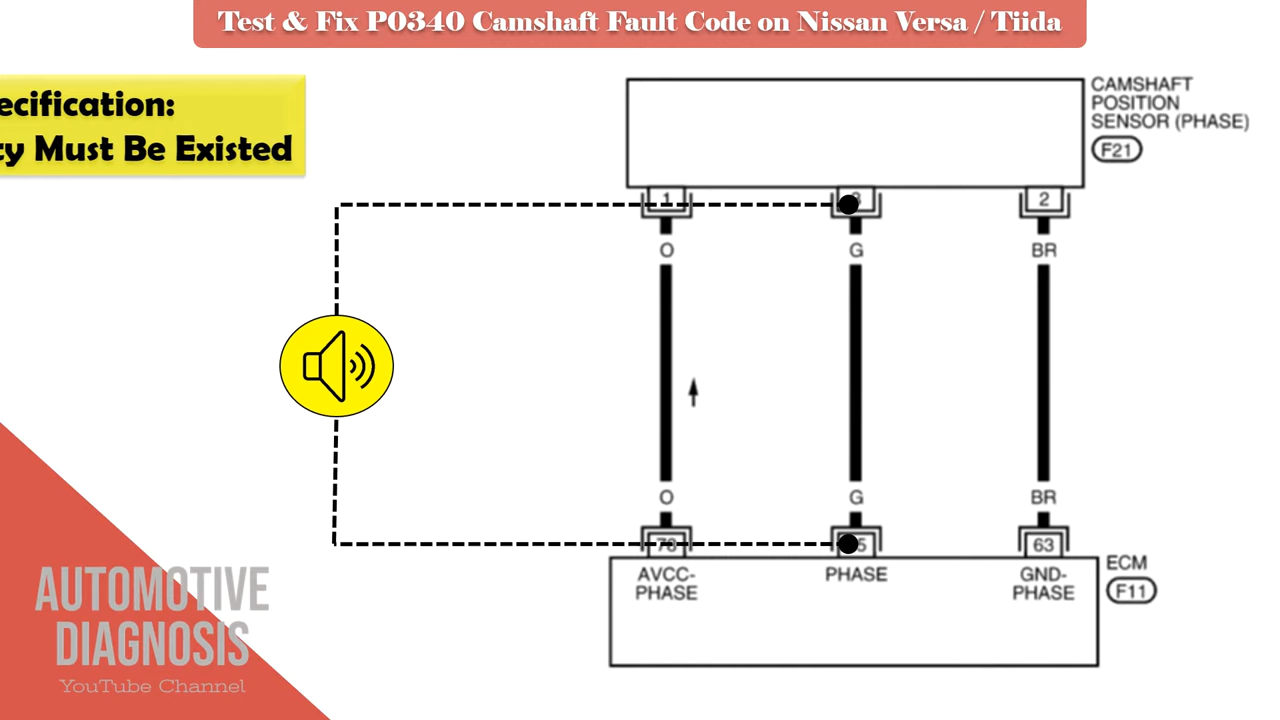 Test & Fix P0340 Camshaft Fault Code on Nissan Versa / Tiida
ecification:
cy Must Be Existed
CAMSHAFT
POSITION
SENSOR (PHASE)
F21
1
2
O
G
BR
O
G
BR
63
AVCC-
PHASE
PHASE
GND-
PHASE
ECM
F11
AUTOMOTIVE
DIAGNOSIS
YouTube Channel